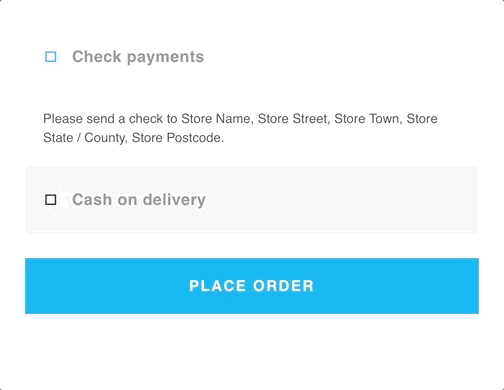 Check payments
Please send a check to Store Name, Store Street, Store Town, Store
State / County, Store Postcode.
Cash on delivery
PLACE ORDER